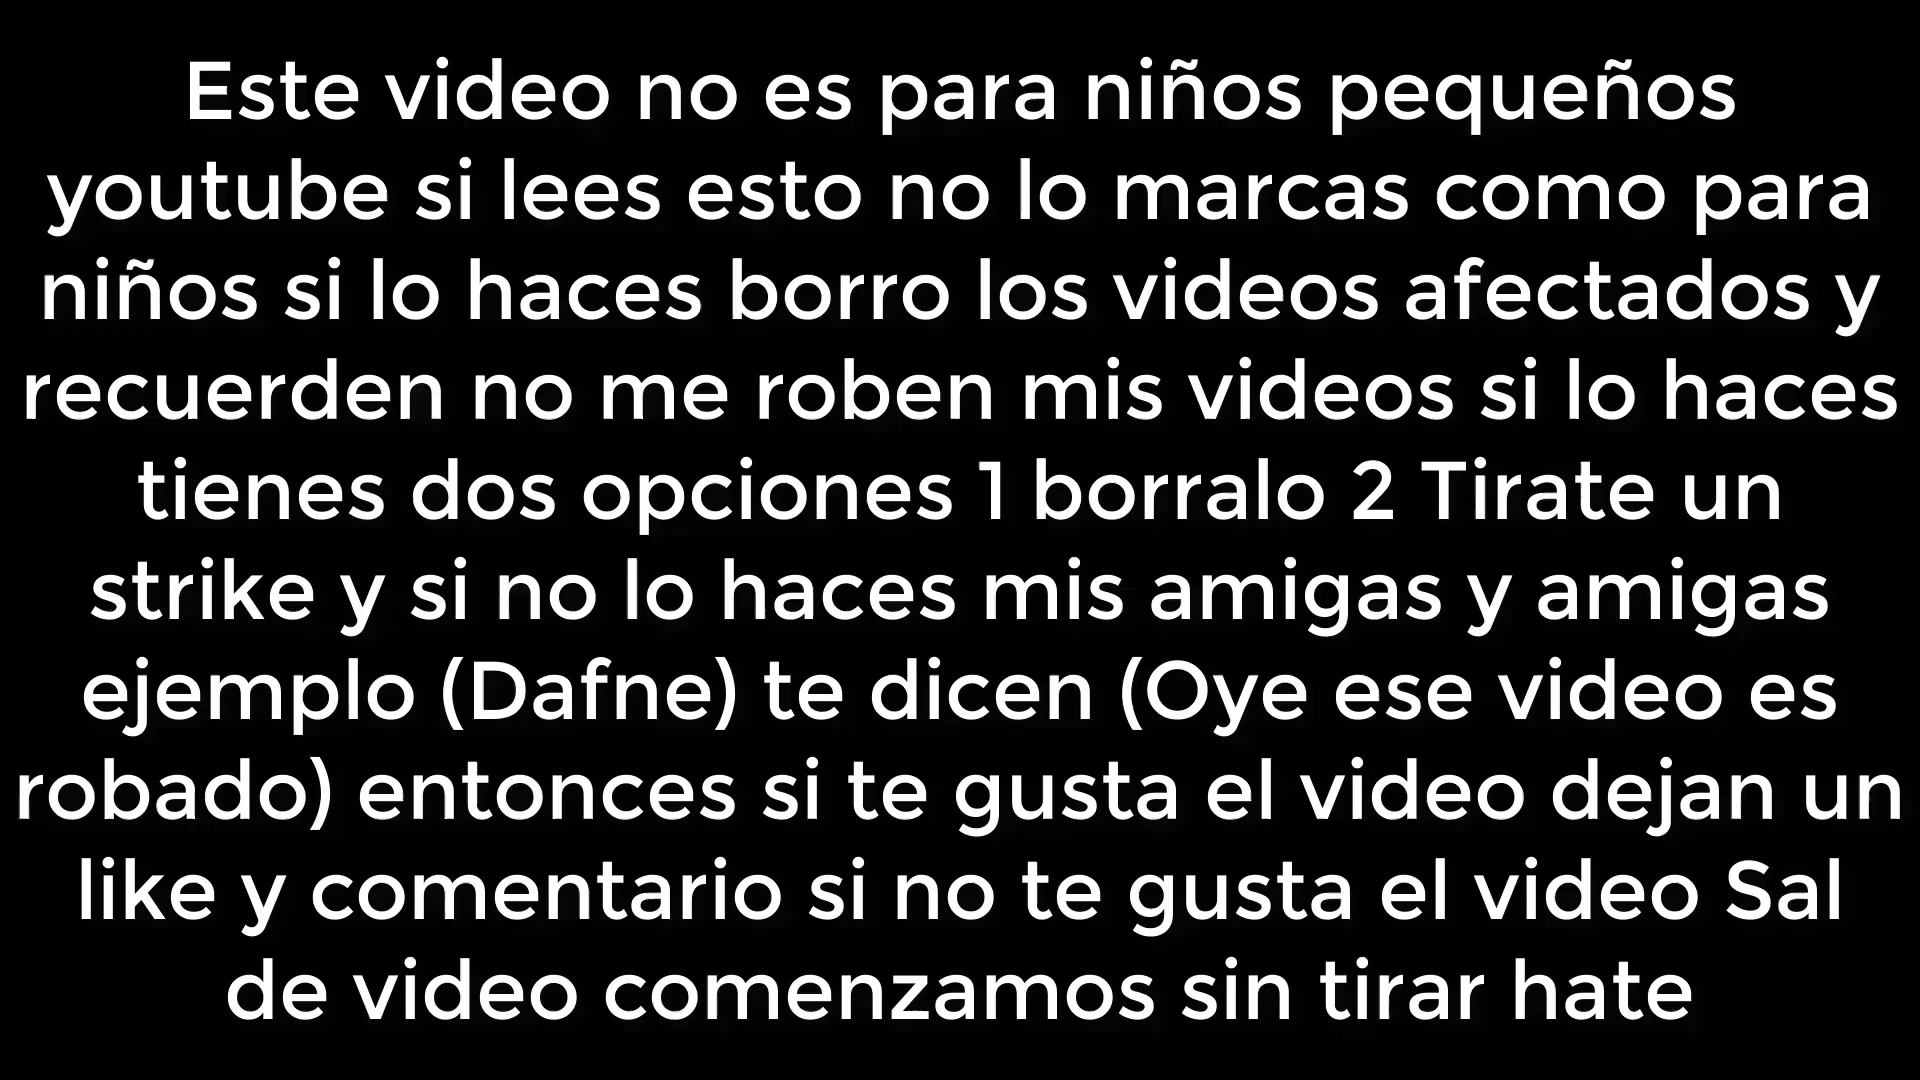 Este video no es para niños pequeños
youtube si lees esto no lo marcas como para
niños si lo haces borro los videos afectados y
recuerden no me roben mis videos si lo haces
tienes dos opciones 1 borralo 2 Tirate un
strike y si no lo haces mis amigas y amigas
ejemplo (Dafne) te dicen (Oye ese video es
robado) entonces si te gusta el video dejan un
like y comentario si no te gusta el video Sal
de video comenzamos sin tirar hate